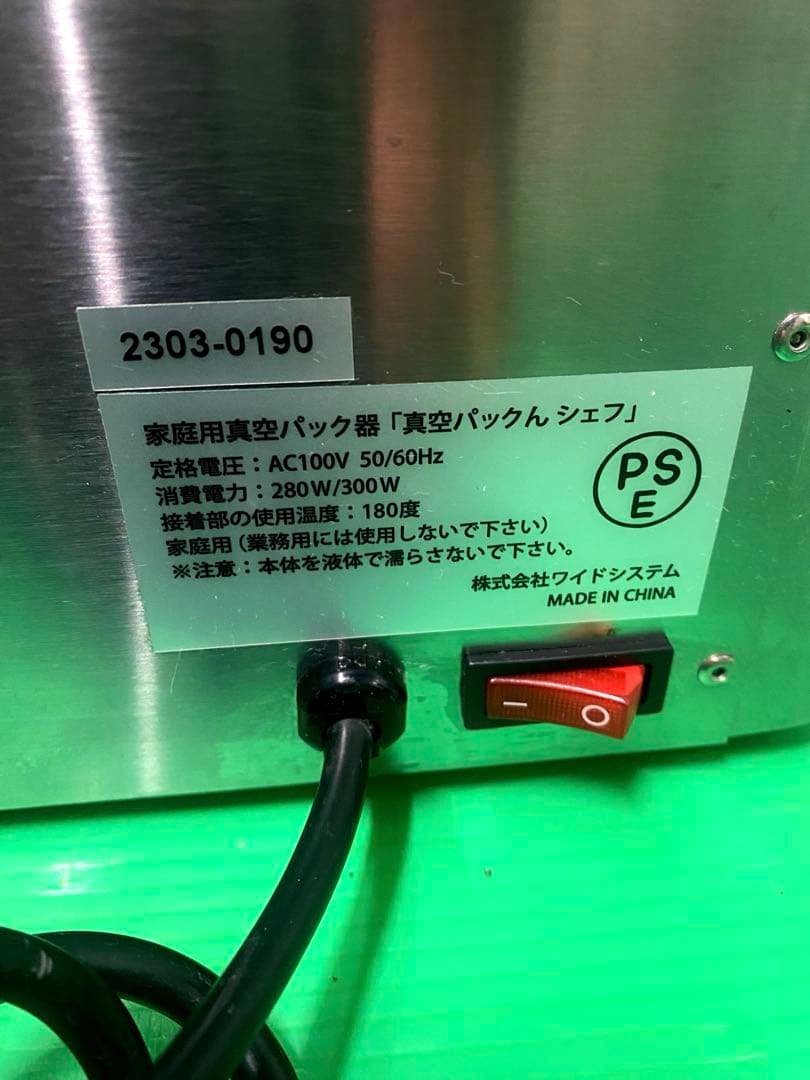 2303-0190
家庭用真空パック器「真空パックん シェフ」
定格電圧：AC100V 50/60Hz
消費電力：280W/300W
接着部の使用温度：180度
家庭用（業務用には使用しないで下さい）
※注意：本体を液体で濡らさないで下さい。
PS
E
株式会社ワイドシステム
MADE IN CHINA